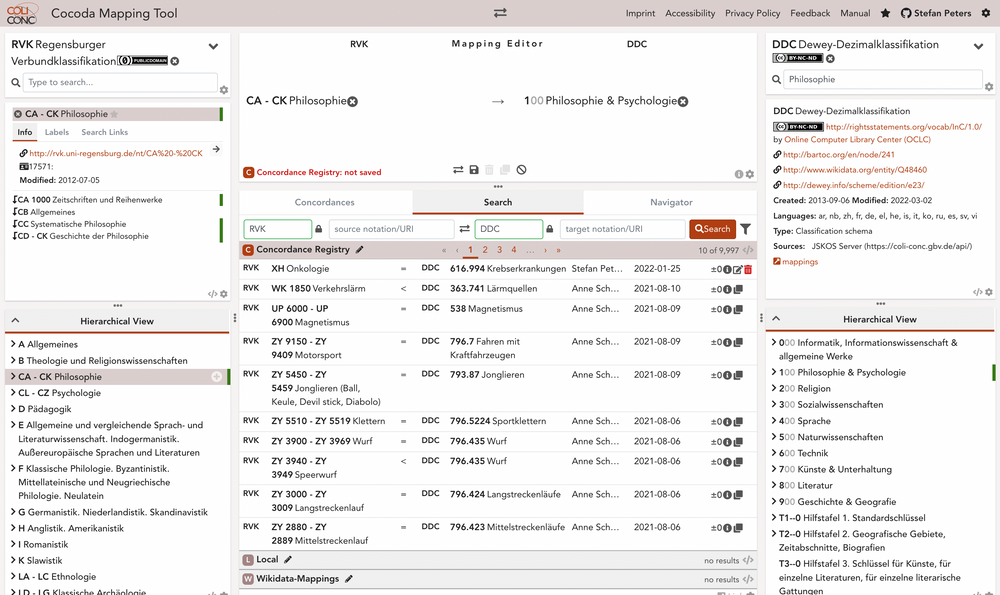 COLI CONC
Cocoda Mapping Tool
Imprint Accessibility Privacy Policy Feedback Manual Stefan Peters
RVK Regensburger
Verbundklassifikation PUBLIC DOMAIN
Type to search...
CA - CK Philosophie
Info Labels Search Links
http://rvk.uni-regensburg.de/nt/CA%20-%20CK
17571:
Modified: 2012-07-05
CA 1000 Zeitschriften und Reihenwerke
CB Allgemeines
CC Systematische Philosophie
CD - CK Geschichte der Philosophie
Hierarchical View
A Allgemeines
B Theologie und Religionswissenschaften
CA - CK Philosophie
CL - CZ Psychologie
D Pädagogik
E Allgemeine und vergleichende Sprach- und
Literaturwissenschaft. Indogermanistik.
Außereuropäische Sprachen und Literaturen
F Klassische Philologie. Byzantinistik.
Mittellateinische und Neugriechische
Philologie. Neulatein
G Germanistik. Niederlandistik. Skandinavistik
H Anglistik. Amerikanistik
I Romanistik
K Slawistik
LA - LC Ethnologie
LD - LG Klassische Archäologie.
RVK Mapping Editor DDC
CA - CK Philosophie → 100 Philosophie & Psychologie
C Concordance Registry: not saved
Concordances Search Navigator
RVK source notation/URI DDC target notation/URI Search
C Concordance Registry « ‹ 1 2 3 4 … › » 10 of 9,997 </>
RVK XH Onkologie = DDC 616.994 Krebserkrankungen Stefan Pet… 2022-01-25 ±0
RVK WK 1850 Verkehrslärm < DDC 363.741 Lärmquellen Anne Sch… 2021-08-10 ±0
RVK UP 6000 - UP = DDC 538 Magnetismus Anne Sch… 2021-08-09 ±0
6900 Magnetismus
RVK ZY 9150 - ZY = DDC 796.7 Fahren mit Anne Sch… 2021-08-09 ±0
9409 Motorsport Kraftfahrzeugen
RVK ZY 5450 - ZY = DDC 793.87 Jonglieren Anne Sch… 2021-08-09 ±0
5459 Jonglieren (Ball,
Keule, Devil stick, Diabolo)
RVK ZY 5510 - ZY 5519 Klettern = DDC 796.5224 Sportklettern Anne Sch… 2021-08-06 ±0
RVK ZY 3900 - ZY 3969 Wurf = DDC 796.435 Wurf Anne Sch… 2021-08-06 ±0
RVK ZY 3940 - ZY < DDC 796.435 Wurf Anne Sch… 2021-08-06 ±0
3949 Speerwurf
RVK ZY 3000 - ZY = DDC 796.424 Langstreckenläufe Anne Sch… 2021-08-06 ±0
3009 Langstreckenlauf
RVK ZY 2880 - ZY = DDC 796.423 Mittelstreckenläufe Anne Sch… 2021-08-06 ±0
2889 Mittelstreckenlauf
L Local no results </>
W Wikidata-Mappings no results </>
DDC Dewey-Dezimalklassifikation
cc BY-NC-ND
Philosophie
DDC Dewey-Dezimalklassifikation
cc BY-NC-ND http://rightsstatements.org/vocab/InC/1.0/
by Online Computer Library Center (OCLC)
http://bartoc.org/en/node/241
http://www.wikidata.org/entity/Q48460
http://dewey.info/scheme/edition/e23/
Created: 2013-09-06 Modified: 2022-03-02
Languages: ar, nb, zh, fr, de, el, he, is, it, ko, ru, es, sv, vi
Type: Classification schema
Sources: JSKOS Server (https://coli-conc.gbv.de/api/)
mappings
Hierarchical View
000 Informatik, Informationswissenschaft &
allgemeine Werke
100 Philosophie & Psychologie
200 Religion
300 Sozialwissenschaften
400 Sprache
500 Naturwissenschaften
600 Technik
700 Künste & Unterhaltung
800 Literatur
900 Geschichte & Geografie
T1--0 Hilfstafel 1. Standardschlüssel
T2--0 Hilfstafel 2. Geografische Gebiete,
Zeitabschnitte, Biografien
T3--0 Hilfstafel 3. Schlüssel für Künste, für
einzelne Literaturen, für einzelne literarische
Gattungen